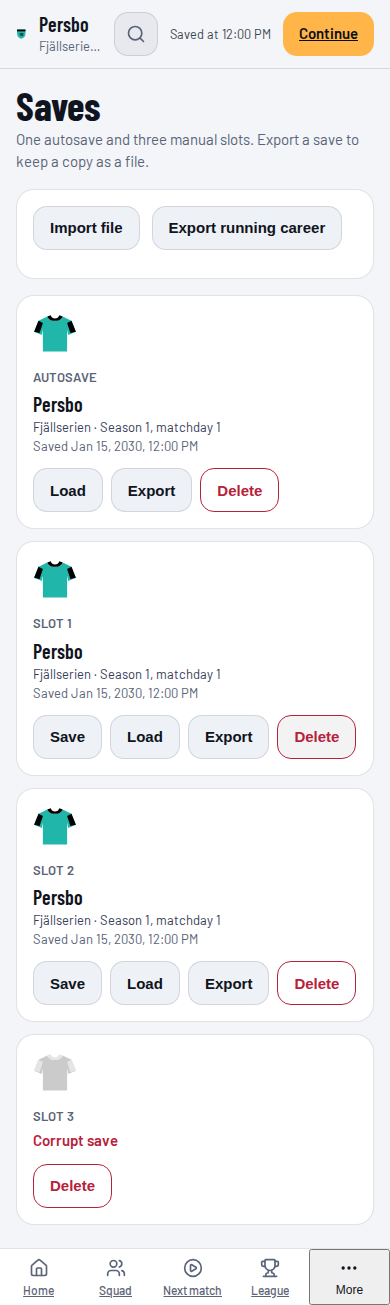 Persbo
Fjällserie...
Saved at 12:00 PM
Continue
Saves
One autosave and three manual slots. Export a save to
keep a copy as a file.
Import file
Export running career
AUTOSAVE
Persbo
Fjällserien · Season 1, matchday 1
Saved Jan 15, 2030, 12:00 PM
Load
Export
Delete
SLOT 1
Persbo
Fjällserien · Season 1, matchday 1
Saved Jan 15, 2030, 12:00 PM
Save
Load
Export
Delete
SLOT 2
Persbo
Fjällserien · Season 1, matchday 1
Saved Jan 15, 2030, 12:00 PM
Save
Load
Export
Delete
SLOT 3
Corrupt save
Delete
Home
Squad
Next match
League
More